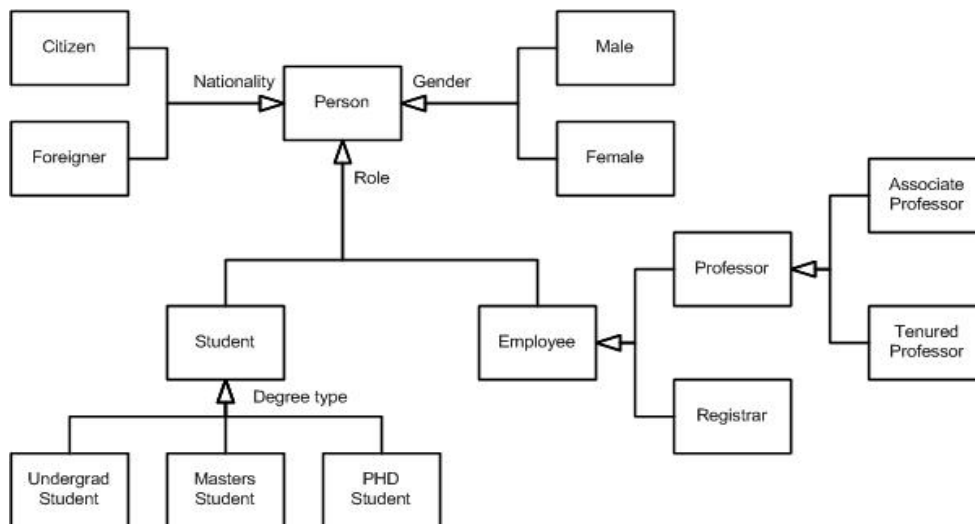 Citizen
Male
Nationality
Gender
Person
Foreigner
Female
Role
Associate
Professor
Professor
Student
Employee
Tenured
Professor
Degree type
Registrar
Undergrad
Student
Masters
Student
PHD
Student